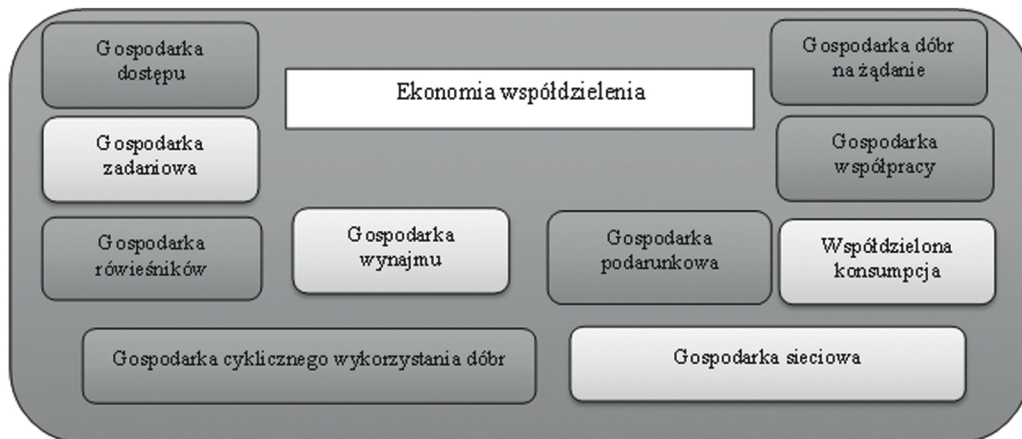 Gospodarka
dostępu
Ekonomia współdzielenia
Gospodarka dóbr
na żądanie
Gospodarka
zadaniowa
Gospodarka
współpracy
Gospodarka
rówieśników
Gospodarka
wynajmu
Gospodarka
podarunkowa
Współdzielona
konsumpcja
Gospodarka cyklicznego wykorzystania dóbr
Gospodarka sieciowa